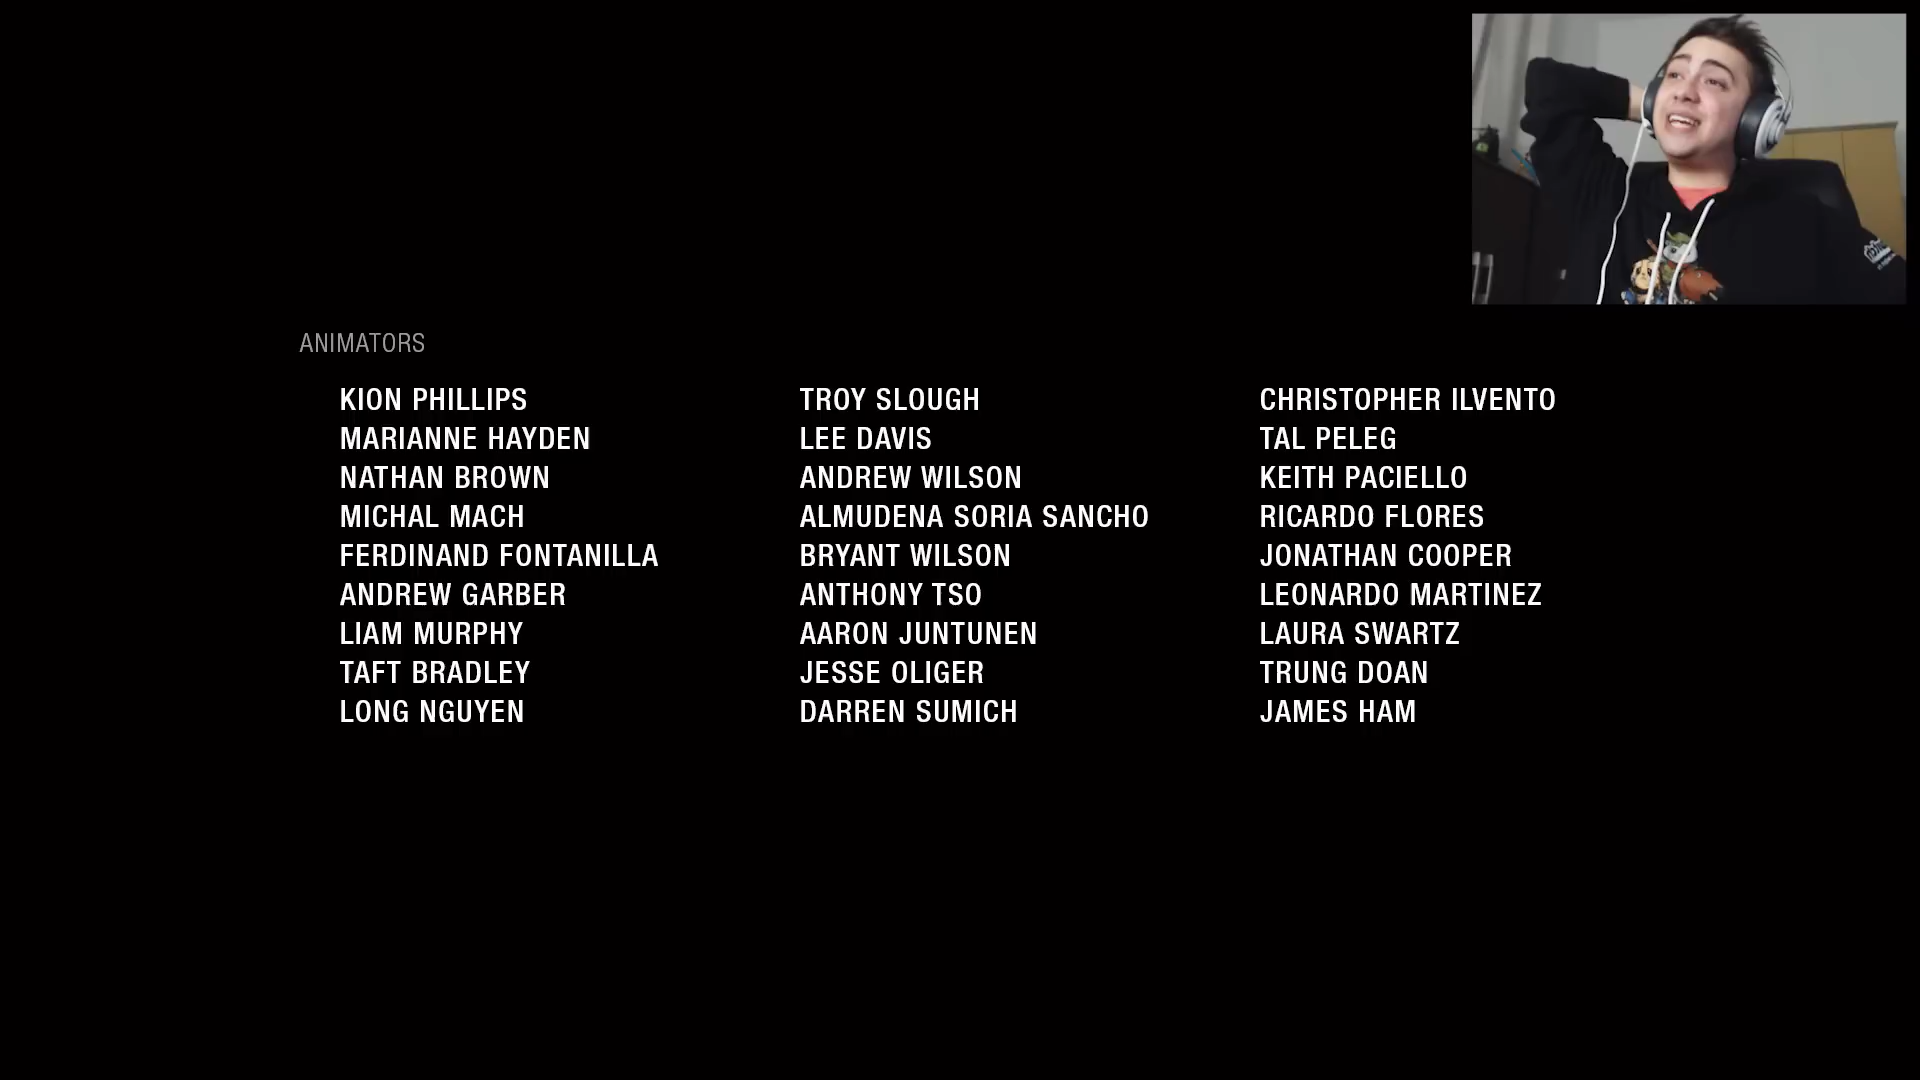 ANIMATORS
KION PHILLIPS
MARIANNE HAYDEN
NATHAN BROWN
MICHAL MACH
FERDINAND FONTANILLA
ANDREW GARBER
LIAM MURPHY
TAFT BRADLEY
LONG NGUYEN
TROY SLOUGH
LEE DAVIS
ANDREW WILSON
ALMUDENA SORIA SANCHO
BRYANT WILSON
ANTHONY TSO
AARON JUNTUNEN
JESSE OLIGER
DARREN SUMICH
CHRISTOPHER ILVENTO
TAL PELEG
KEITH PACIELLO
RICARDO FLORES
JONATHAN COOPER
LEONARDO MARTINEZ
LAURA SWARTZ
TRUNG DOAN
JAMES HAM